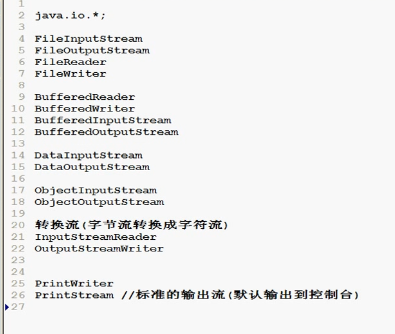 1
2 java.io.*;
3
4 FileInputStream
5 FileOutputStream
6 FileReader
7 FileWriter
8
9 BufferedReader
10 BufferedWriter
11 BufferedInputStream
12 BufferedOutputStream
13
14 DataInputStream
15 DataOutputStream
16
17 ObjectInputStream
18 ObjectOutputStream
19
20 转换流(字节流转换成字符流)
21 InputStreamReader
22 OutputStreamWriter
23
24
25 PrintWriter
26 PrintStream //标准的输出流(默认输出到控制台)
27